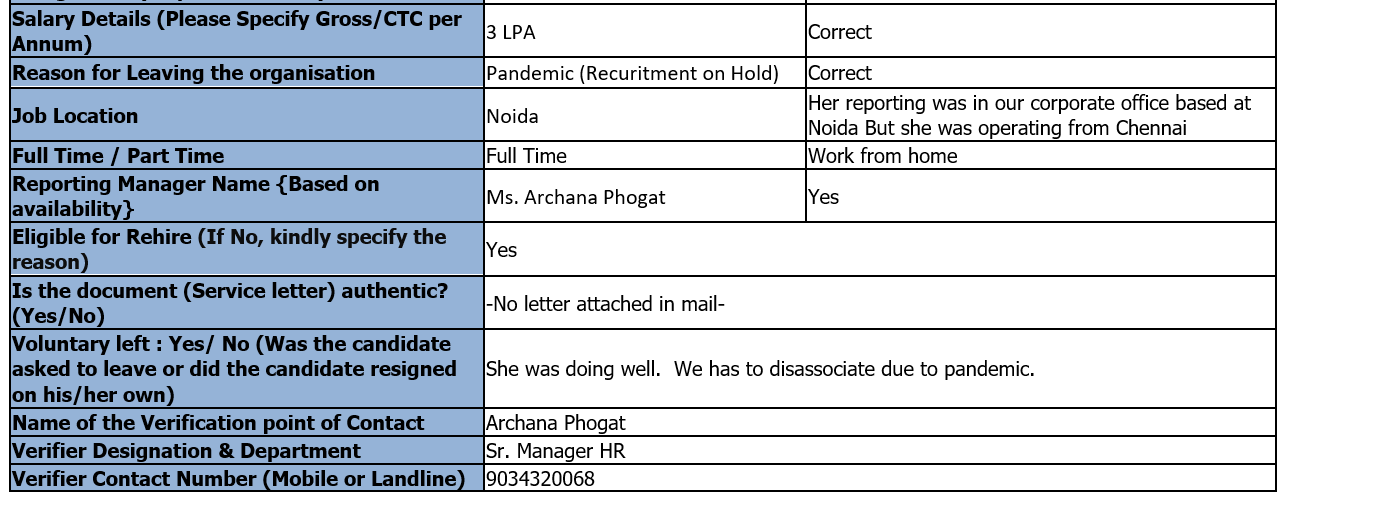 Salary Details (Please Specify Gross/CTC per
Annum)
3 LPA
Correct
Reason for Leaving the organisation
Pandemic (Recuritment on Hold)
Correct
Job Location
Noida
Her reporting was in our corporate office based at
Noida But she was operating from Chennai
Full Time / Part Time
Full Time
Work from home
Reporting Manager Name {Based on
availability}
Ms. Archana Phogat
Yes
Eligible for Rehire (If No, kindly specify the
reason)
Yes
Is the document (Service letter) authentic?
(Yes/No)
-No letter attached in mail-
Voluntary left : Yes/ No (Was the candidate
asked to leave or did the candidate resigned
on his/her own)
She was doing well.  We has to disassociate due to pandemic.
Name of the Verification point of Contact
Archana Phogat
Verifier Designation & Department
Sr. Manager HR
Verifier Contact Number (Mobile or Landline)
9034320068